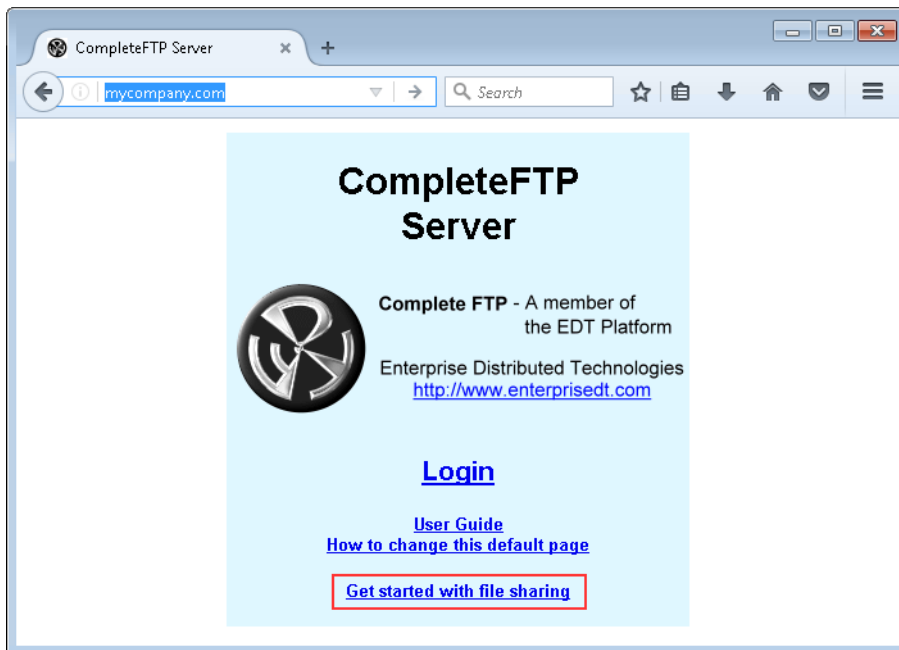 CompleteFTP Server
mycompany.com
Search
CompleteFTP
Server
Complete FTP - A member of
the EDT Platform
Enterprise Distributed Technologies
http://www.enterprisedt.com
Login
User Guide
How to change this default page
Get started with file sharing